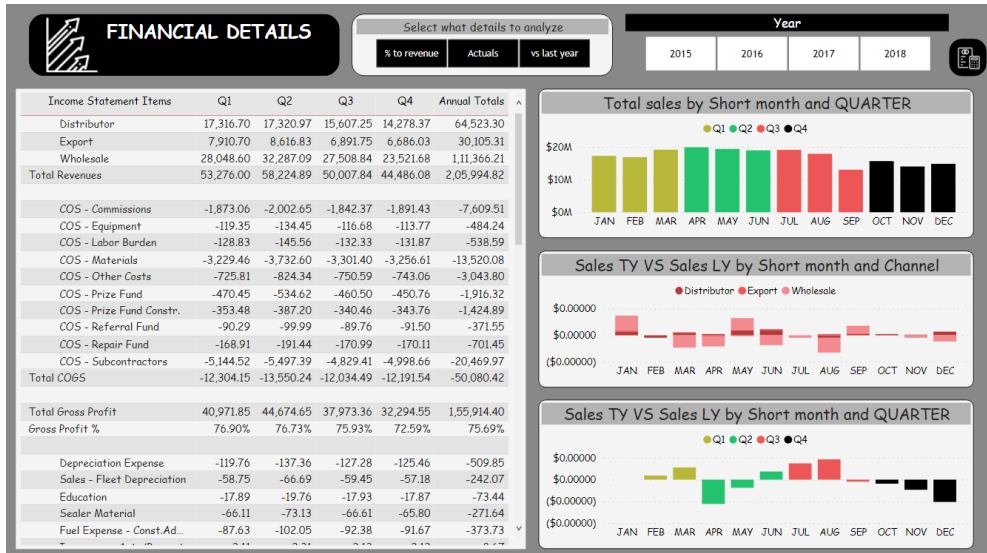 FINANCIAL DETAILS
Select what details to analyze
% to revenue Actuals vs last year
Year
2015 2016 2017 2018
Income Statement Items Q1 Q2 Q3 Q4 Annual Totals
Distributor 17,316.70 17,320.97 15,607.25 14,278.37 64,523.30
Export 7,910.70 8,616.83 6,891.75 6,686.03 30,105.31
Wholesale 28,048.60 32,287.09 27,508.84 23,521.68 1,11,366.21
Total Revenues 53,276.00 58,224.89 50,007.84 44,486.08 2,05,994.82
COS - Commissions -1,873.06 -2,002.65 -1,842.37 -1,891.43 -7,609.51
COS - Equipment -119.35 -134.45 -116.68 -113.77 -484.24
COS - Labor Burden -128.83 -145.56 -132.33 -131.87 -538.59
COS - Materials -3,229.46 -3,732.60 -3,301.40 -3,256.61 -13,520.08
COS - Other Costs -725.81 -824.34 -750.59 -743.06 -3,043.80
COS - Prize Fund -470.45 -534.62 -460.50 -450.76 -1,916.32
COS - Prize Fund Constr. -353.48 -387.20 -340.46 -343.76 -1,424.89
COS - Referral Fund -90.29 -99.99 -89.76 -91.50 -371.55
COS - Repair Fund -168.91 -191.44 -170.99 -170.11 -701.45
COS - Subcontractors -5,144.52 -5,497.39 -4,829.41 -4,998.66 -20,469.97
Total COGS -12,304.15 -13,550.24 -12,034.49 -12,191.54 -50,080.42
Total Gross Profit 40,971.85 44,674.65 37,973.36 32,294.55 1,55,914.40
Gross Profit % 76.90% 76.73% 75.93% 72.59% 75.69%
Depreciation Expense -119.76 -137.36 -127.28 -125.46 -509.85
Sales - Fleet Depreciation -58.75 -66.69 -59.45 -57.18 -242.07
Education -17.89 -19.76 -17.93 -17.87 -73.44
Sealer Material -66.11 -73.13 -66.61 -65.80 -271.64
Fuel Expense - Const.Ad... -87.63 -102.05 -92.38 -91.67 -373.73
Total sales by Short month and QUARTER
Q1 Q2 Q3 Q4
$20M
$10M
$0M
JAN FEB MAR APR MAY JUN JUL AUG SEP OCT NOV DEC
Sales TY VS Sales LY by Short month and Channel
Distributor Export Wholesale
$0.00000
$0.00000
($0.00000)
JAN FEB MAR APR MAY JUN JUL AUG SEP OCT NOV DEC
Sales TY VS Sales LY by Short month and QUARTER
Q1 Q2 Q3 Q4
$0.00000
$0.00000
($0.00000)
($0.00000)
JAN FEB MAR APR MAY JUN JUL AUG SEP OCT NOV DEC